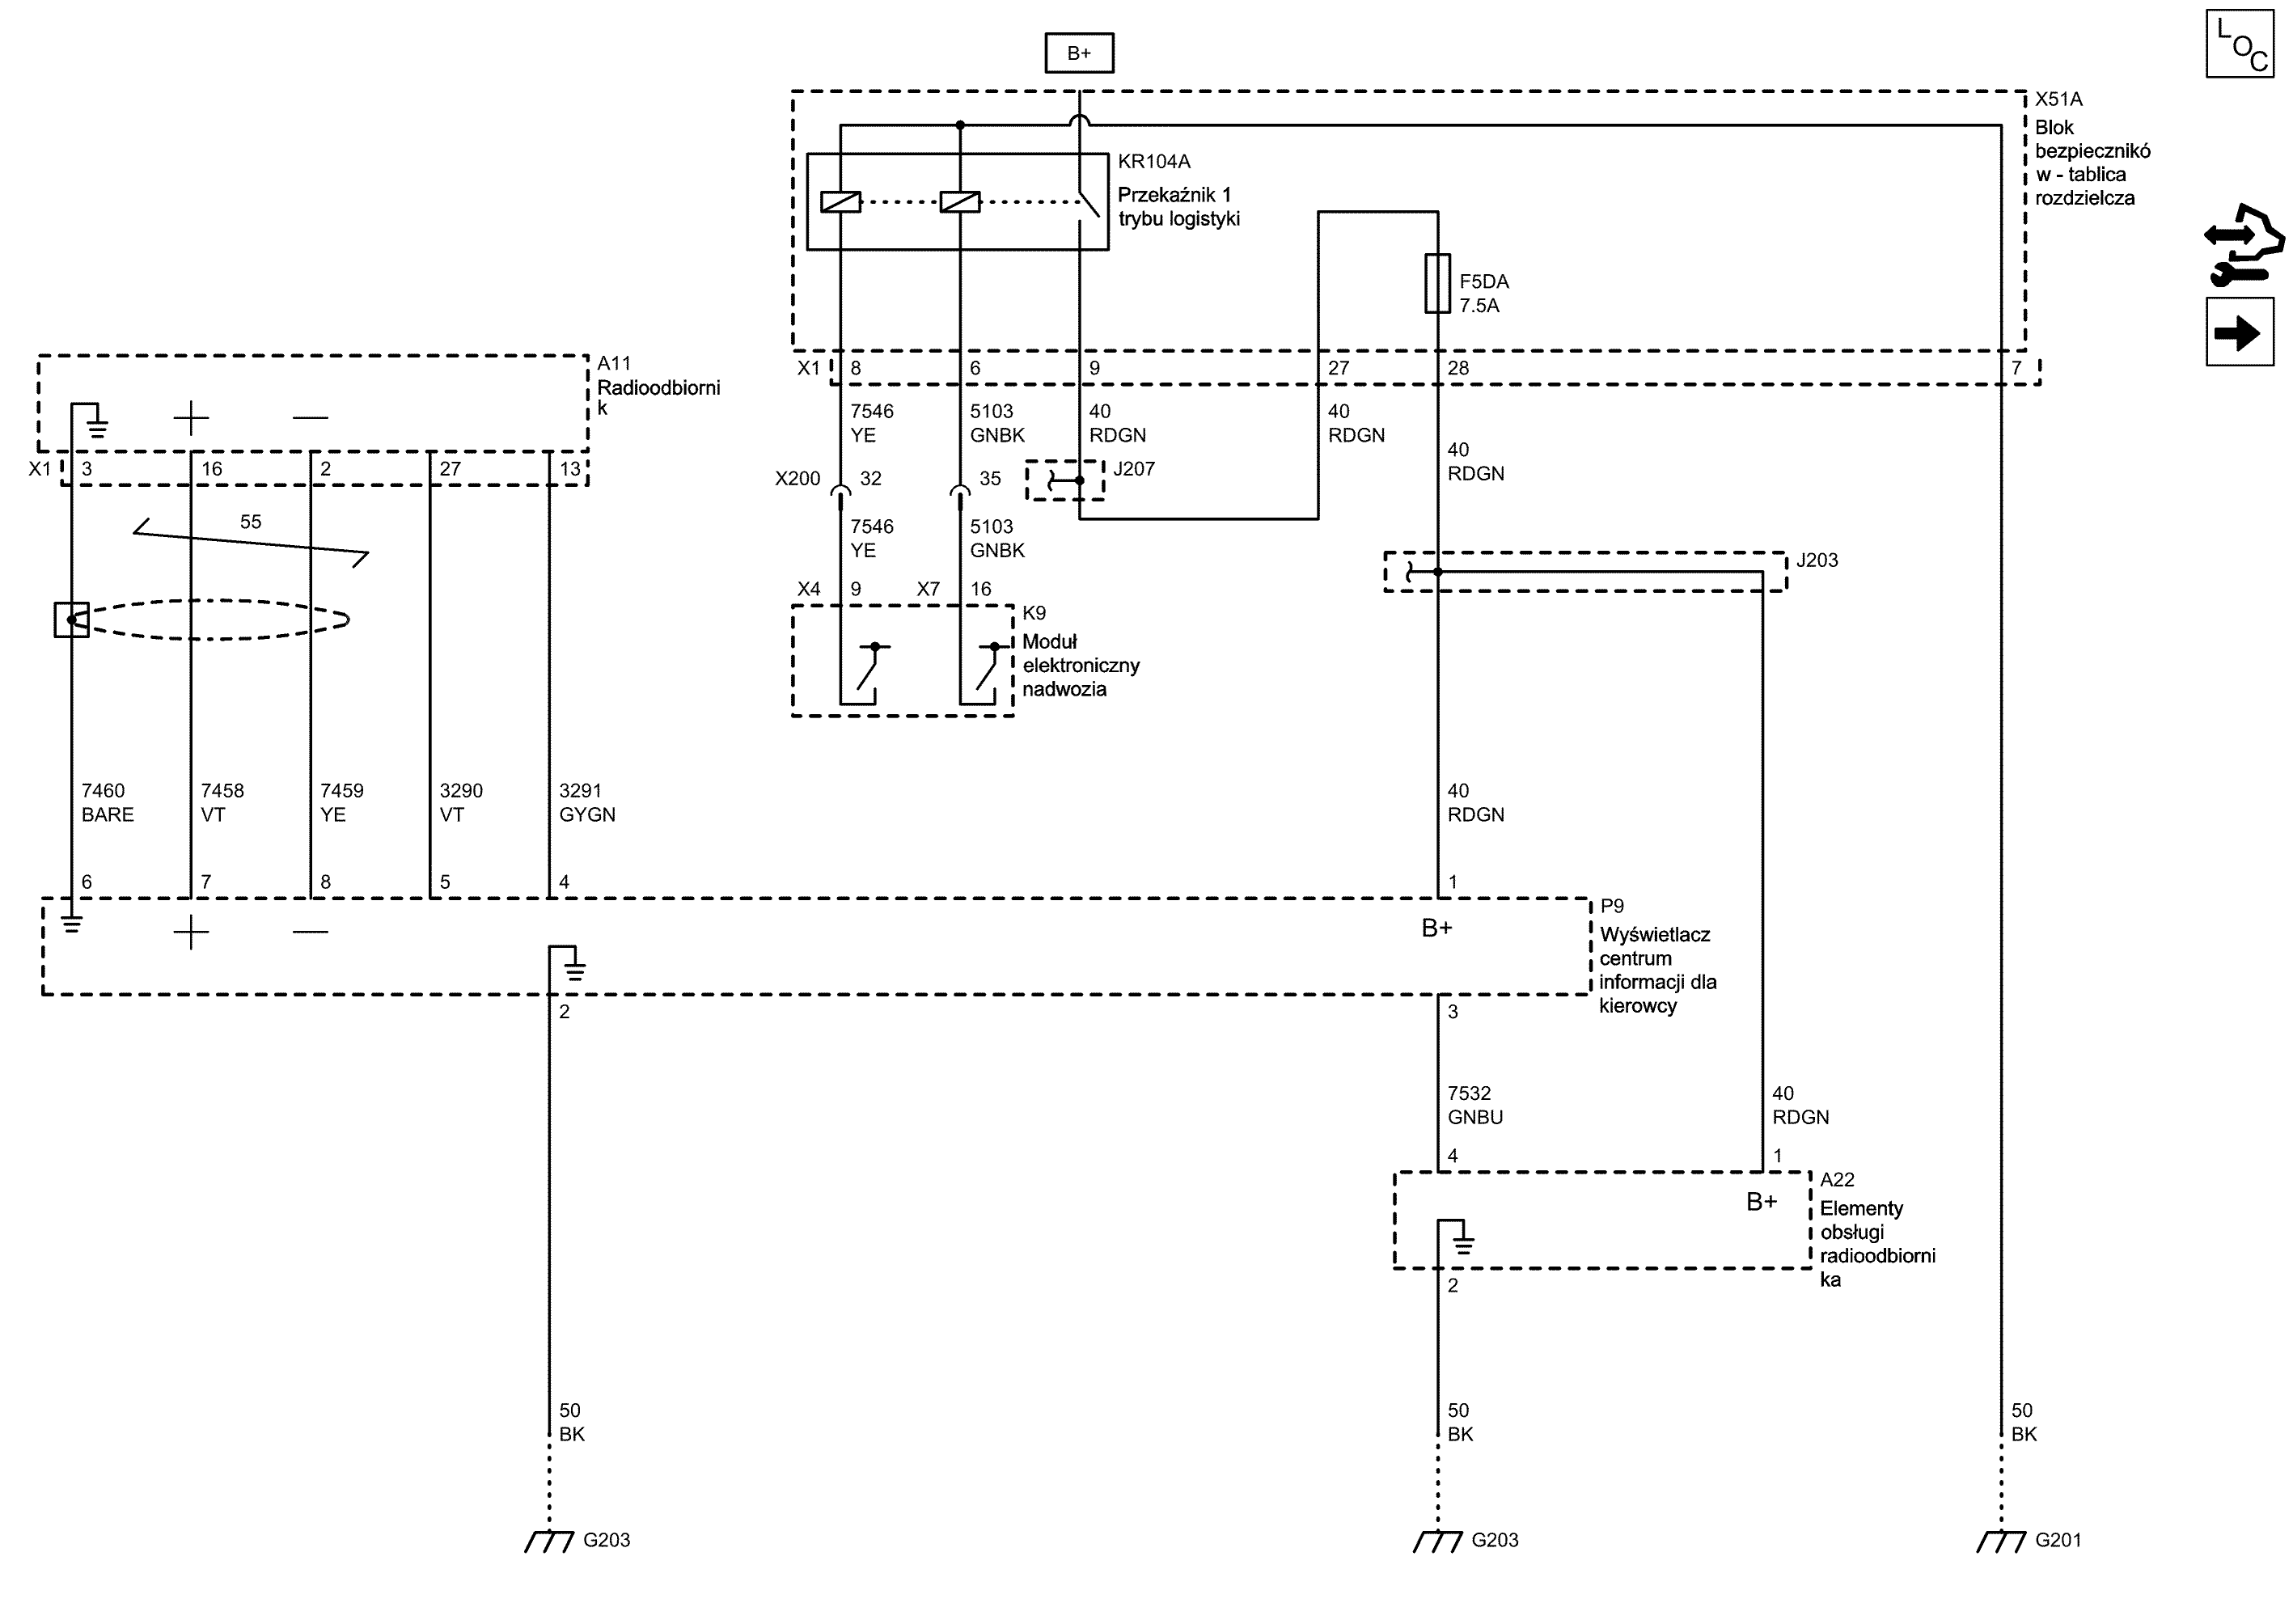 L
O
C
B+
X51A
Blok
bezpiecznikó
w - tablica
rozdzielcza
KR104A
Przekaźnik 1
trybu logistyki
F5DA
7.5A
X1 8 6 9 27 28 7
7546 5103 40 40
YE GNBK RDGN RDGN
40
RDGN
A11
Radioodbiorni
k
X1 3 16 2 27 13
55
J207
X200 32 35
7546 5103
YE GNBK
X4 9 X7 16
K9
Moduł
elektroniczny
nadwozia
J203
7460 7458 7459 3290 3291 40
BARE VT YE VT GYGN RDGN
6 7 8 5 4 1
B+
P9
Wyświetlacz
centrum
informacji dla
kierowcy
2 3
7532 40
GNBU RDGN
4 1
B+
A22
Elementy
obsługi
radioodbiorni
ka
2
50 50 50
BK BK BK
G203 G203 G201